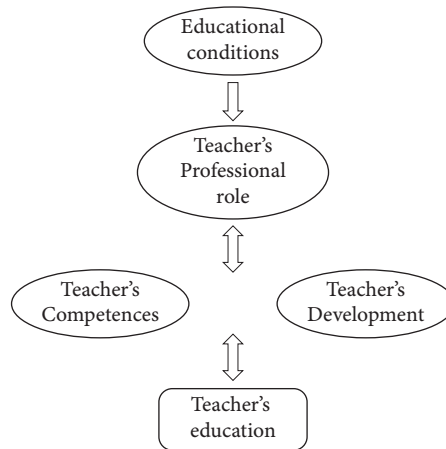 Educational
conditions
Teacher’s
Professional
role
Teacher’s
Competences
Teacher’s
Development
Teacher’s
education